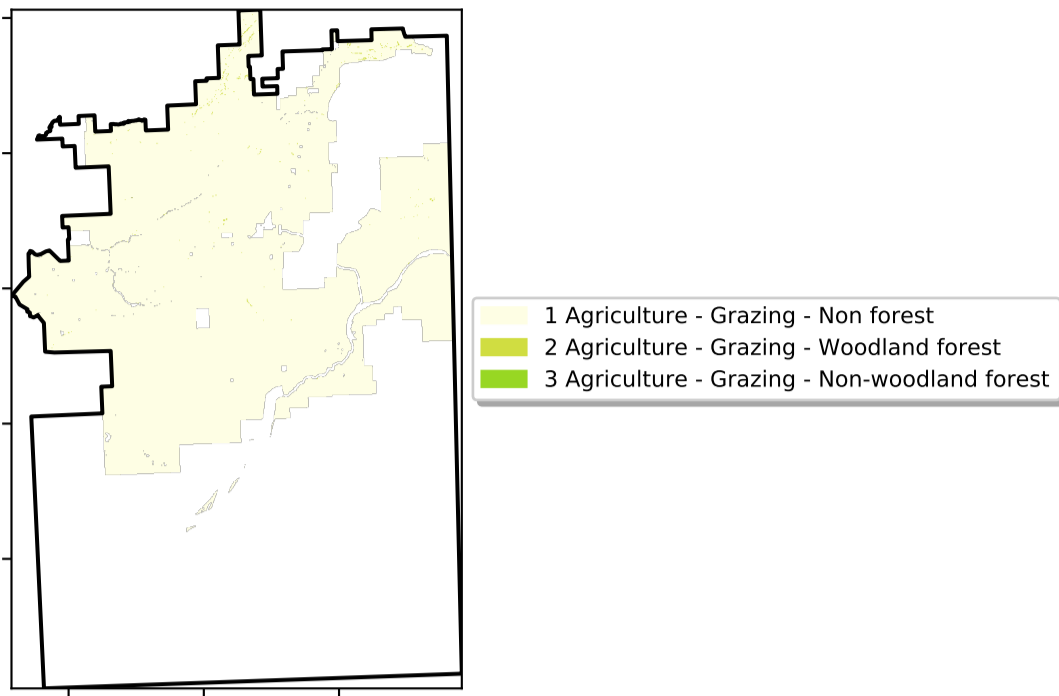 1 Agriculture - Grazing - Non forest
2 Agriculture - Grazing - Woodland forest
3 Agriculture - Grazing - Non-woodland forest